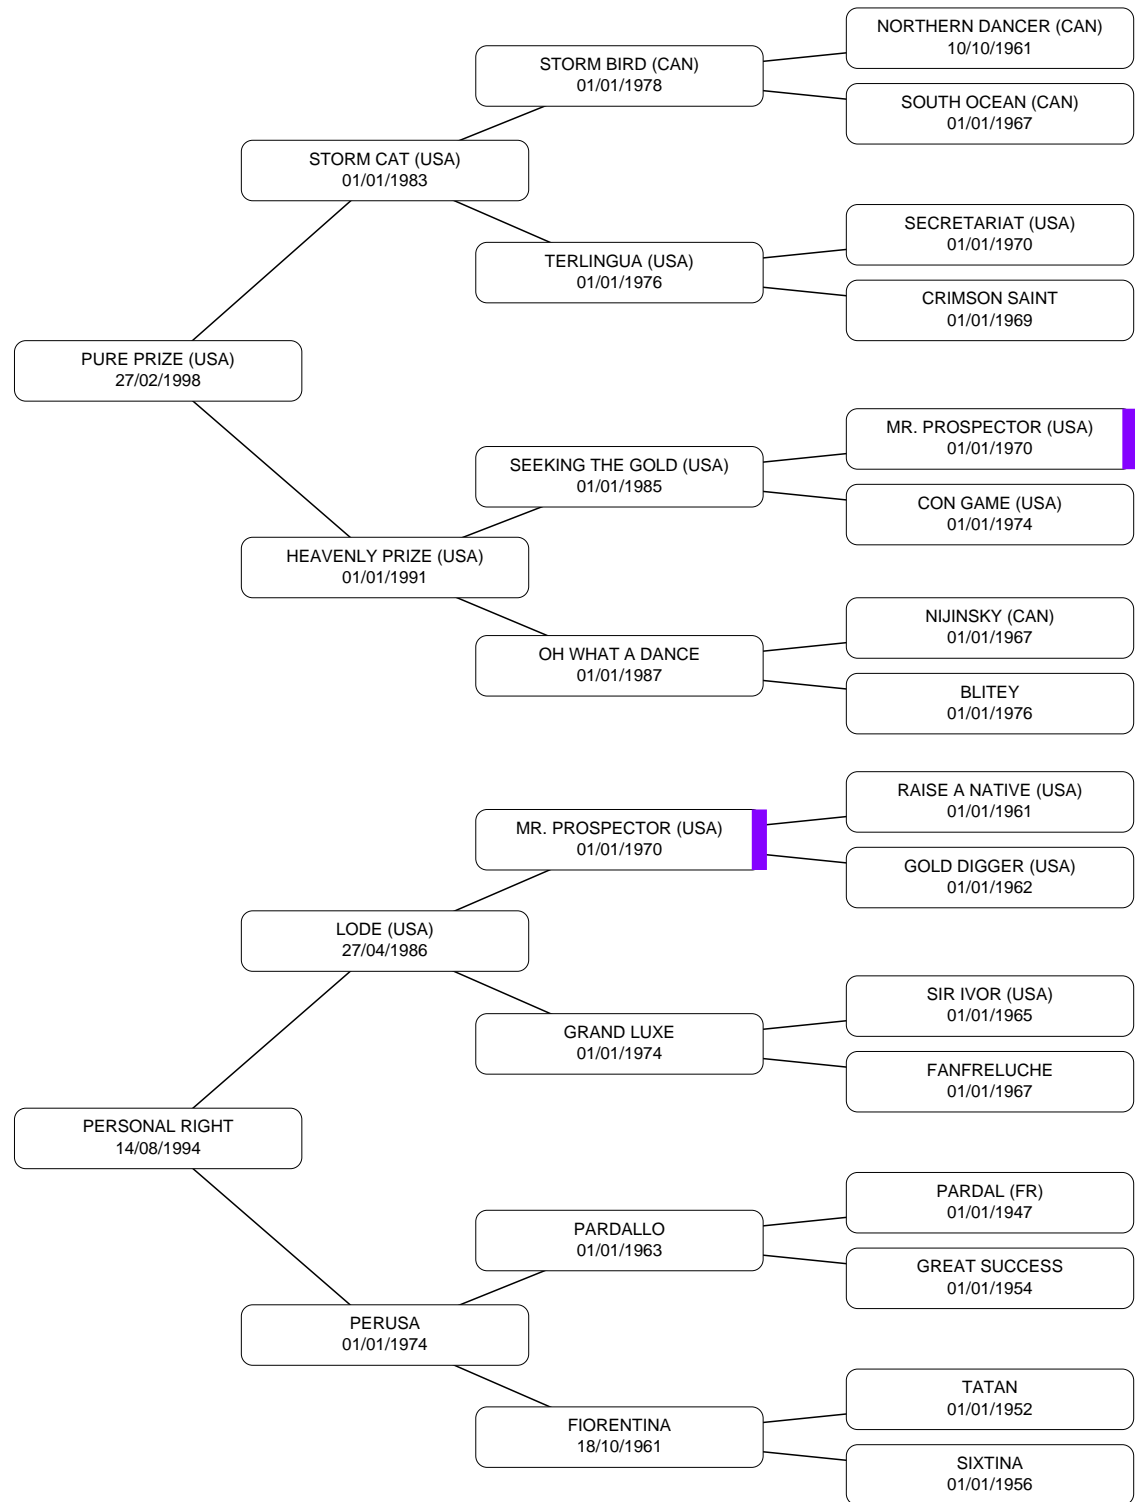 NORTHERN DANCER (CAN)
10/10/1961
STORM BIRD (CAN)
01/01/1978
SOUTH OCEAN (CAN)
01/01/1967
STORM CAT (USA)
01/01/1983
SECRETARIAT (USA)
01/01/1970
TERLINGUA (USA)
01/01/1976
CRIMSON SAINT
01/01/1969
PURE PRIZE (USA)
27/02/1998
MR. PROSPECTOR (USA)
01/01/1970
SEEKING THE GOLD (USA)
01/01/1985
CON GAME (USA)
01/01/1974
HEAVENLY PRIZE (USA)
01/01/1991
NIJINSKY (CAN)
01/01/1967
OH WHAT A DANCE
01/01/1987
BLITEY
01/01/1976
RAISE A NATIVE (USA)
01/01/1961
MR. PROSPECTOR (USA)
01/01/1970
GOLD DIGGER (USA)
01/01/1962
LODE (USA)
27/04/1986
SIR IVOR (USA)
01/01/1965
GRAND LUXE
01/01/1974
FANFRELUCHE
01/01/1967
PERSONAL RIGHT
14/08/1994
PARDAL (FR)
01/01/1947
PARDALLO
01/01/1963
GREAT SUCCESS
01/01/1954
PERUSA
01/01/1974
TATAN
01/01/1952
FIORENTINA
18/10/1961
SIXTINA
01/01/1956